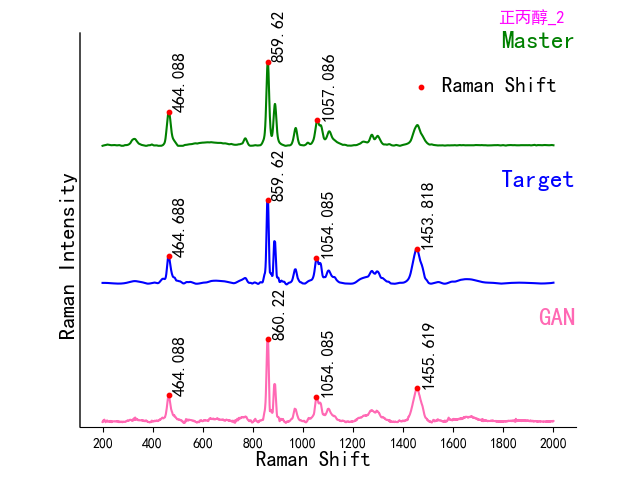 正丙醇_2
Master
Raman Shift
464.088
859.62
1057.086
Target
464.688
859.62
1054.085
1453.818
GAN
464.088
860.22
1054.085
1455.619
Raman Intensity
200 400 600 800 1000 1200 1400 1600 1800 2000
Raman Shift